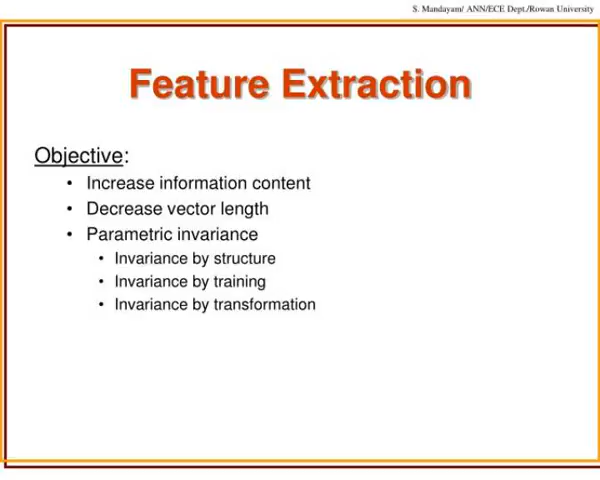 S. Mandayam/ ANN/ECE Dept./Rowan University
Feature Extraction
Objective:
• Increase information content
• Decrease vector length
• Parametric invariance
• Invariance by structure
• Invariance by training
• Invariance by transformation